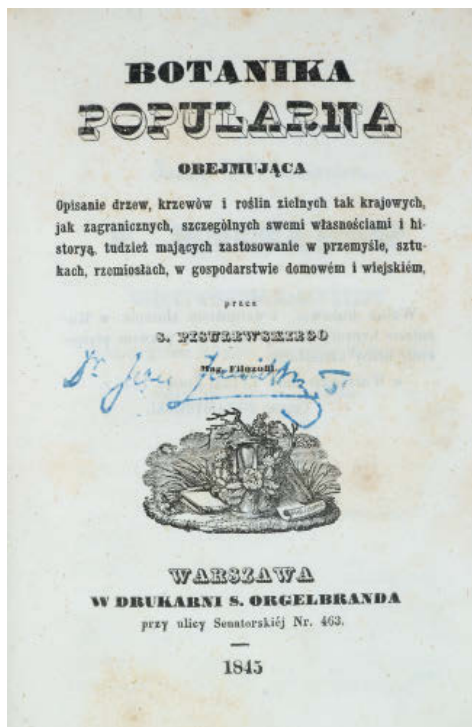 BOTANIKA
POPULARNA
OBEJMUJĄCA
Opisanie drzew, krzewów i roślin zielnych tak krajowych,
jak zagranicznych, szczególnych swemi własnościami i hi-
storyą, tudzież mających zastosowanie w przemyśle, sztu-
kach, rzemiosłach, w gospodarstwie domowém i wiejskiém,
przez
S. PISULEWSKIEGO
Mag. Filozofii.
Dr Jan
WARSZAWA
W DRUKARNI S. ORGELBRANDA
przy ulicy Senatorskiéj Nr. 463.
1845